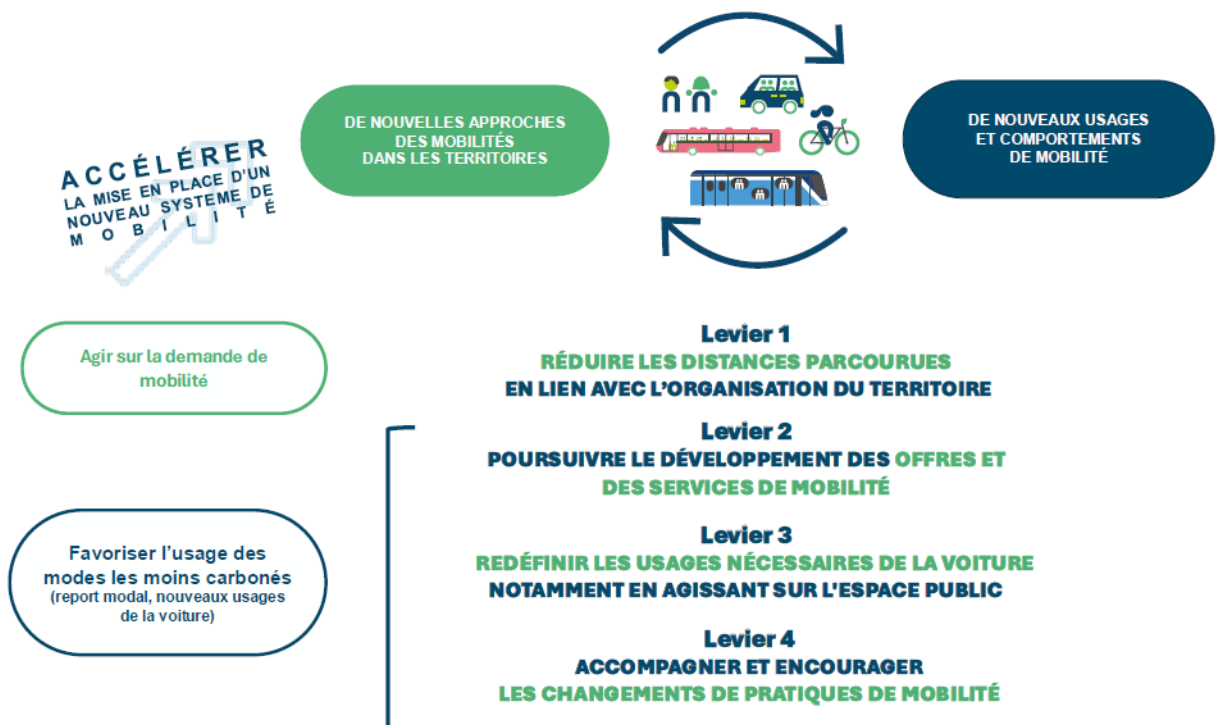 ACCÉLÉRER
LA MISE EN PLACE D'UN
NOUVEAU SYSTEME DE
MOBILITÉ
DE NOUVELLES APPROCHES
DES MOBILITÉS
DANS LES TERRITOIRES
DE NOUVEAUX USAGES
ET COMPORTEMENTS
DE MOBILITÉ
Agir sur la demande de
mobilité
Levier 1
RÉDUIRE LES DISTANCES PARCOURUES
EN LIEN AVEC L'ORGANISATION DU TERRITOIRE
Favoriser l'usage des
modes les moins carbonés
(report modal, nouveaux usages
de la voiture)
Levier 2
POURSUIVRE LE DÉVELOPPEMENT DES OFFRES ET
DES SERVICES DE MOBILITÉ
Levier 3
REDÉFINIR LES USAGES NÉCESSAIRES DE LA VOITURE
NOTAMMENT EN AGISSANT SUR L'ESPACE PUBLIC
Levier 4
ACCOMPAGNER ET ENCOURAGER
LES CHANGEMENTS DE PRATIQUES DE MOBILITÉ